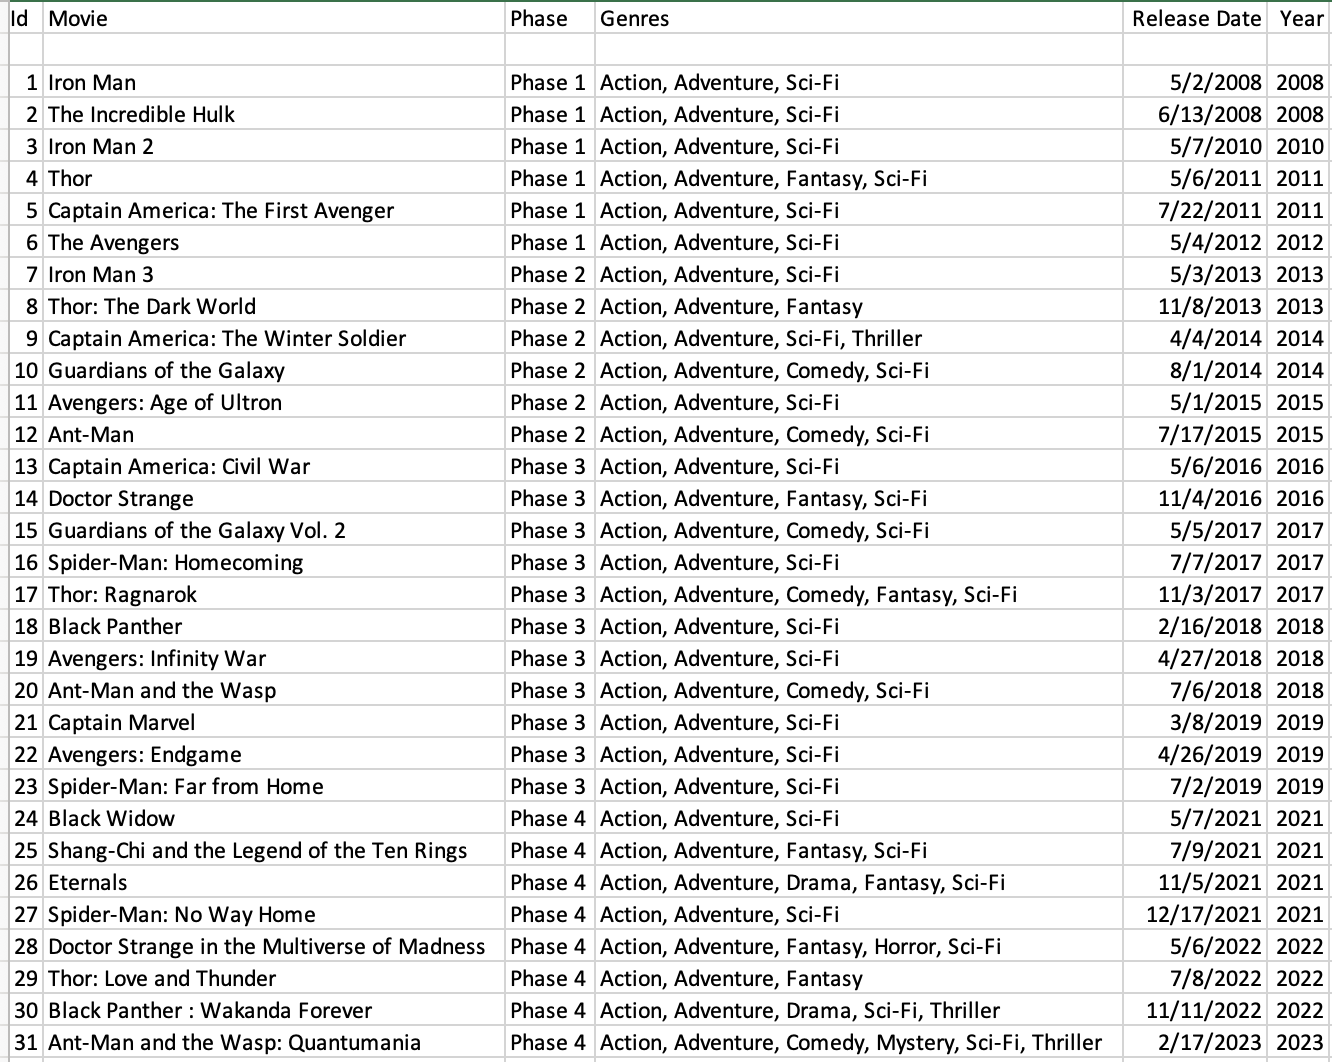 Id Movie Phase Genres Release Date Year
1 Iron Man Phase 1 Action, Adventure, Sci-Fi 5/2/2008 2008
2 The Incredible Hulk Phase 1 Action, Adventure, Sci-Fi 6/13/2008 2008
3 Iron Man 2 Phase 1 Action, Adventure, Sci-Fi 5/7/2010 2010
4 Thor Phase 1 Action, Adventure, Fantasy, Sci-Fi 5/6/2011 2011
5 Captain America: The First Avenger Phase 1 Action, Adventure, Sci-Fi 7/22/2011 2011
6 The Avengers Phase 1 Action, Adventure, Sci-Fi 5/4/2012 2012
7 Iron Man 3 Phase 2 Action, Adventure, Sci-Fi 5/3/2013 2013
8 Thor: The Dark World Phase 2 Action, Adventure, Fantasy 11/8/2013 2013
9 Captain America: The Winter Soldier Phase 2 Action, Adventure, Sci-Fi, Thriller 4/4/2014 2014
10 Guardians of the Galaxy Phase 2 Action, Adventure, Comedy, Sci-Fi 8/1/2014 2014
11 Avengers: Age of Ultron Phase 2 Action, Adventure, Sci-Fi 5/1/2015 2015
12 Ant-Man Phase 2 Action, Adventure, Comedy, Sci-Fi 7/17/2015 2015
13 Captain America: Civil War Phase 3 Action, Adventure, Sci-Fi 5/6/2016 2016
14 Doctor Strange Phase 3 Action, Adventure, Fantasy, Sci-Fi 11/4/2016 2016
15 Guardians of the Galaxy Vol. 2 Phase 3 Action, Adventure, Comedy, Sci-Fi 5/5/2017 2017
16 Spider-Man: Homecoming Phase 3 Action, Adventure, Sci-Fi 7/7/2017 2017
17 Thor: Ragnarok Phase 3 Action, Adventure, Comedy, Fantasy, Sci-Fi 11/3/2017 2017
18 Black Panther Phase 3 Action, Adventure, Sci-Fi 2/16/2018 2018
19 Avengers: Infinity War Phase 3 Action, Adventure, Sci-Fi 4/27/2018 2018
20 Ant-Man and the Wasp Phase 3 Action, Adventure, Comedy, Sci-Fi 7/6/2018 2018
21 Captain Marvel Phase 3 Action, Adventure, Sci-Fi 3/8/2019 2019
22 Avengers: Endgame Phase 3 Action, Adventure, Sci-Fi 4/26/2019 2019
23 Spider-Man: Far from Home Phase 3 Action, Adventure, Sci-Fi 7/2/2019 2019
24 Black Widow Phase 4 Action, Adventure, Sci-Fi 5/7/2021 2021
25 Shang-Chi and the Legend of the Ten Rings Phase 4 Action, Adventure, Fantasy, Sci-Fi 7/9/2021 2021
26 Eternals Phase 4 Action, Adventure, Drama, Fantasy, Sci-Fi 11/5/2021 2021
27 Spider-Man: No Way Home Phase 4 Action, Adventure, Sci-Fi 12/17/2021 2021
28 Doctor Strange in the Multiverse of Madness Phase 4 Action, Adventure, Fantasy, Horror, Sci-Fi 5/6/2022 2022
29 Thor: Love and Thunder Phase 4 Action, Adventure, Fantasy 7/8/2022 2022
30 Black Panther : Wakanda Forever Phase 4 Action, Adventure, Drama, Sci-Fi, Thriller 11/11/2022 2022
31 Ant-Man and the Wasp: Quantumania Phase 4 Action, Adventure, Comedy, Mystery, Sci-Fi, Thriller 2/17/2023 2023